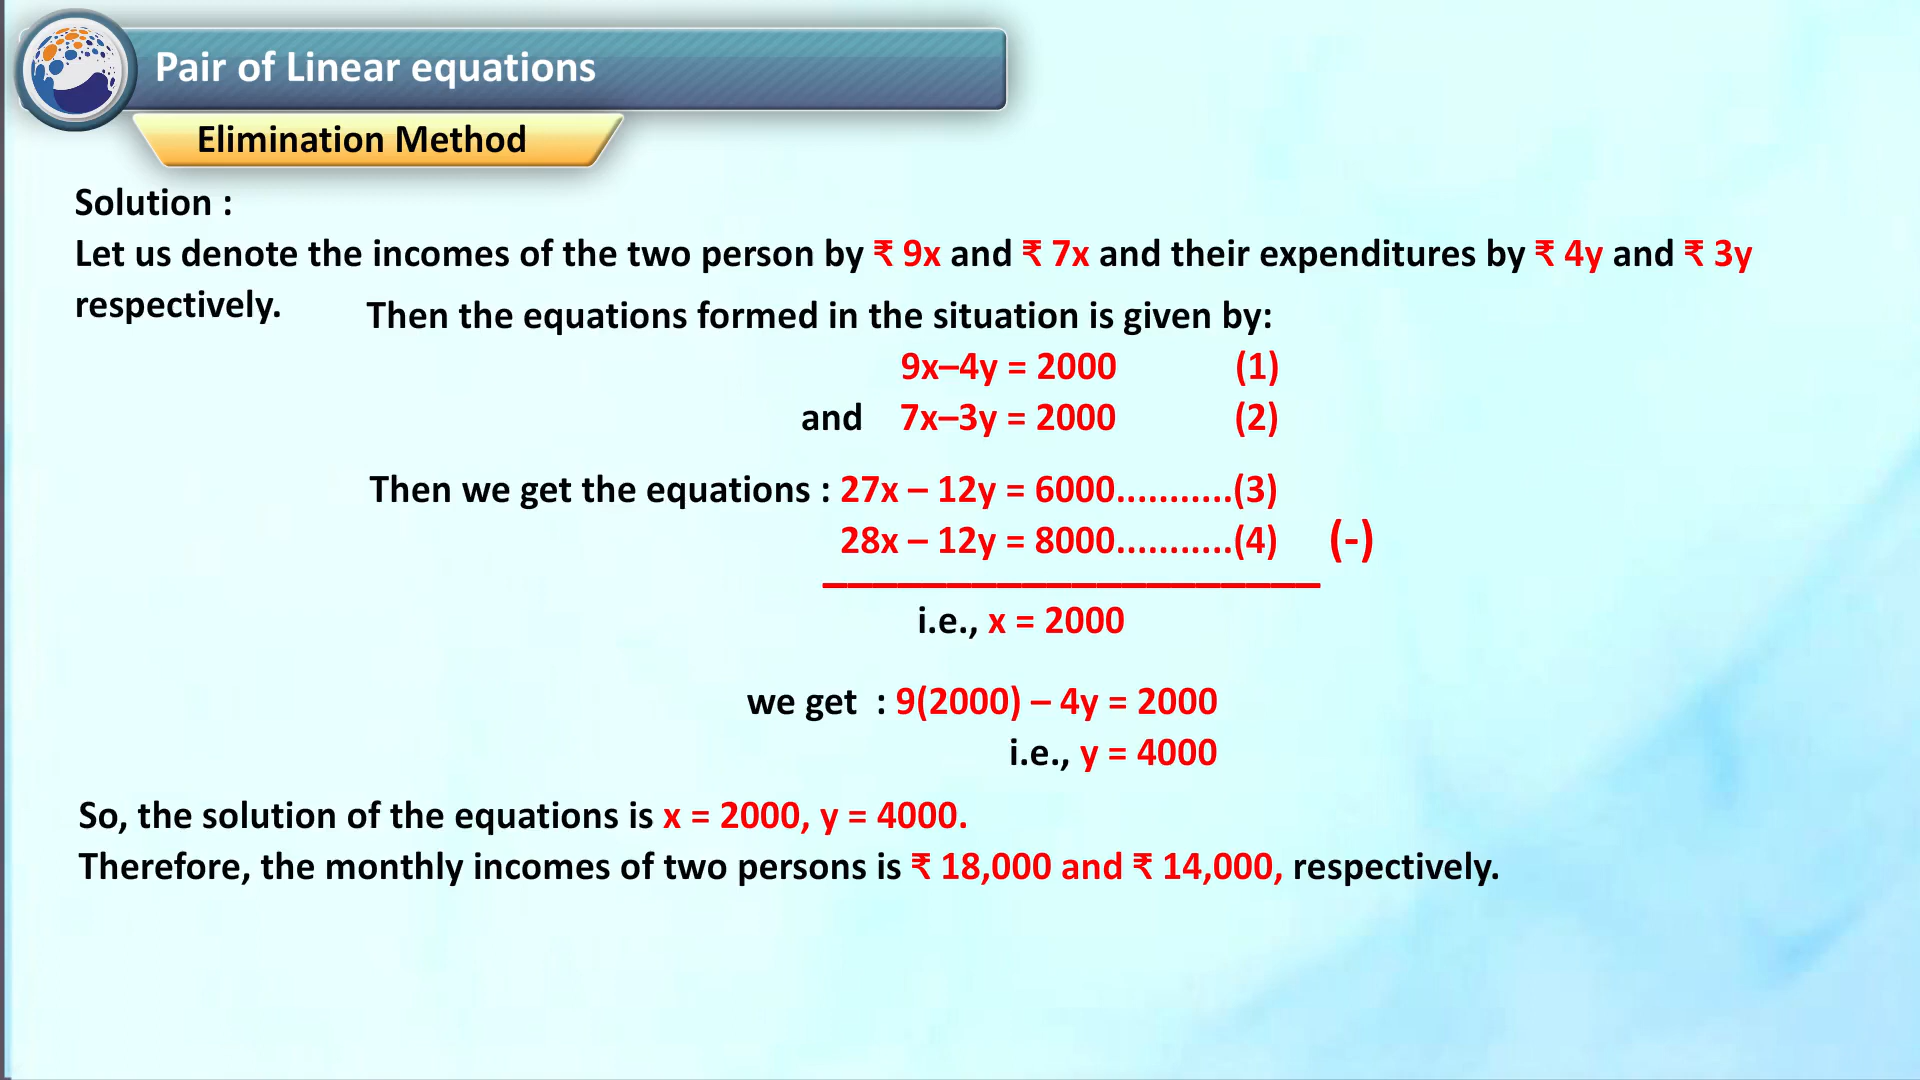 Pair of Linear equations
Elimination Method
Solution :
Let us denote the incomes of the two person by ₹ 9x and ₹ 7x and their expenditures by ₹ 4y and ₹ 3y
respectively.
Then the equations formed in the situation is given by:
9x–4y = 2000 (1)
and 7x–3y = 2000 (2)
Then we get the equations : 27x – 12y = 6000...........(3)
28x – 12y = 8000...........(4) (-)
____________________
i.e., x = 2000
we get : 9(2000) – 4y = 2000
i.e., y = 4000
So, the solution of the equations is x = 2000, y = 4000.
Therefore, the monthly incomes of two persons is ₹ 18,000 and ₹ 14,000, respectively.